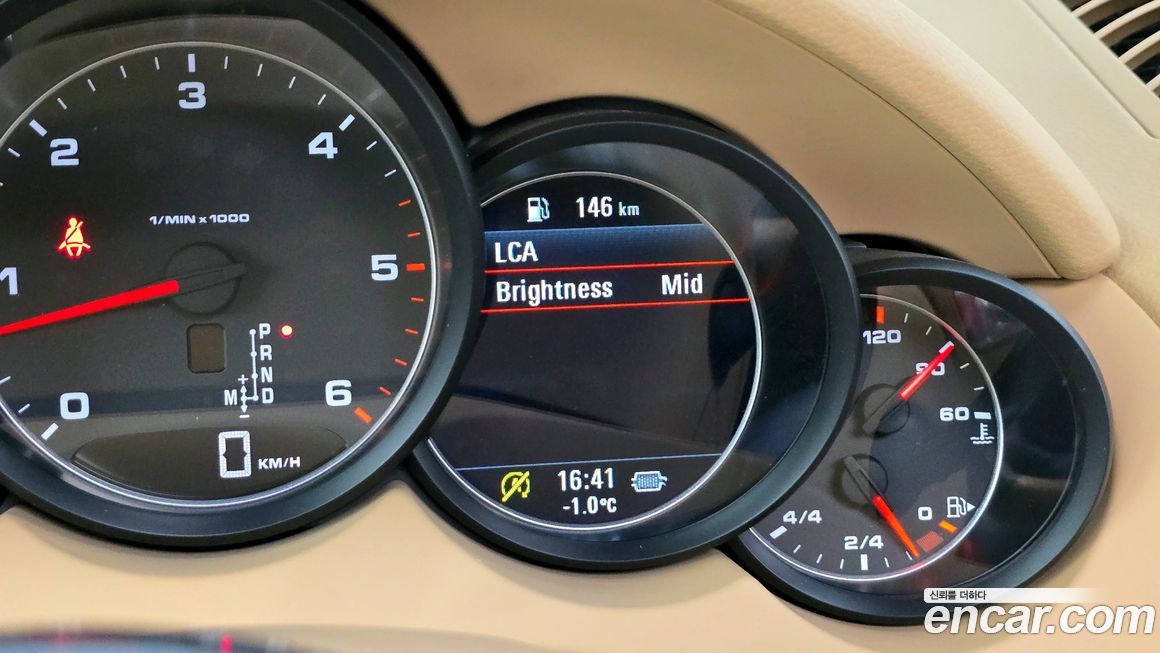 0
1
2
3
4
5
6
1/MIN x 1000
P
R
N
M D
+
−
0 KM/H
146 km
LCA
Brightness Mid
16:41
-1.0°C
120
90
60
4/4
2/4
0
신뢰를 더하다
encar.com